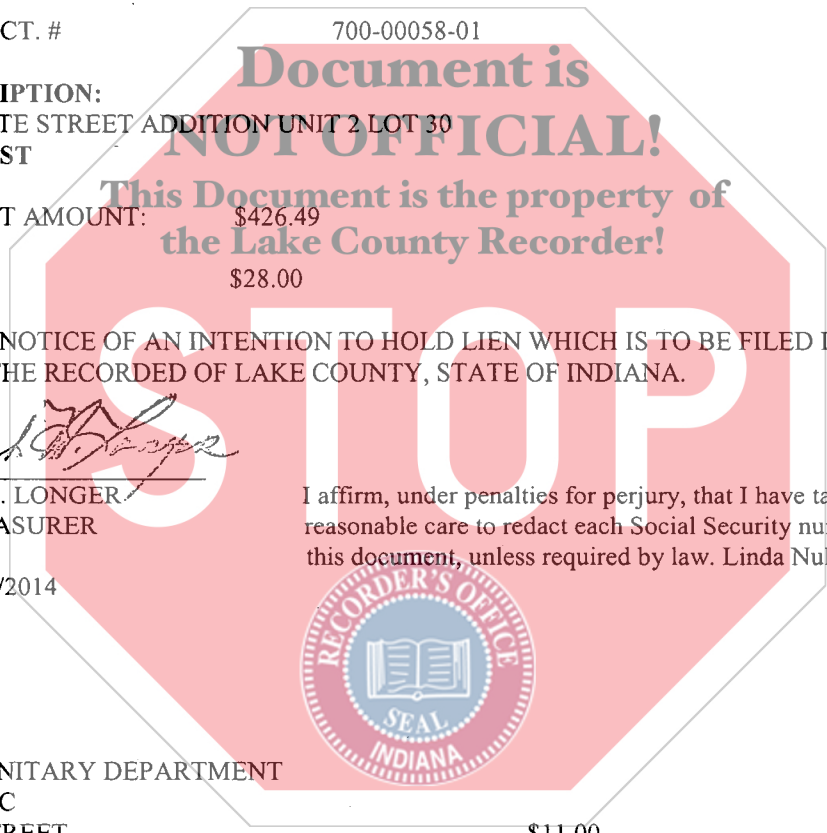 CT. # 700-00058-01
Document is
IPTION:
TE STREET ADDITION UNIT 2 LOT 30
NOT OFFICIAL!
ST
This Document is the property of
T AMOUNT: $426.49
the Lake County Recorder!
$28.00
NOTICE OF AN INTENTION TO HOLD LIEN WHICH IS TO BE FILED I
HE RECORDED OF LAKE COUNTY, STATE OF INDIANA.
STOP
. LONGER
I affirm, under penalties for perjury, that I have ta
ASURER
reasonable care to redact each Social Security nu
this document, unless required by law. Linda Nu
/2014
RECORDER'S OFFICE
SEAL
INDIANA
NITARY DEPARTMENT
C
REET $11.00